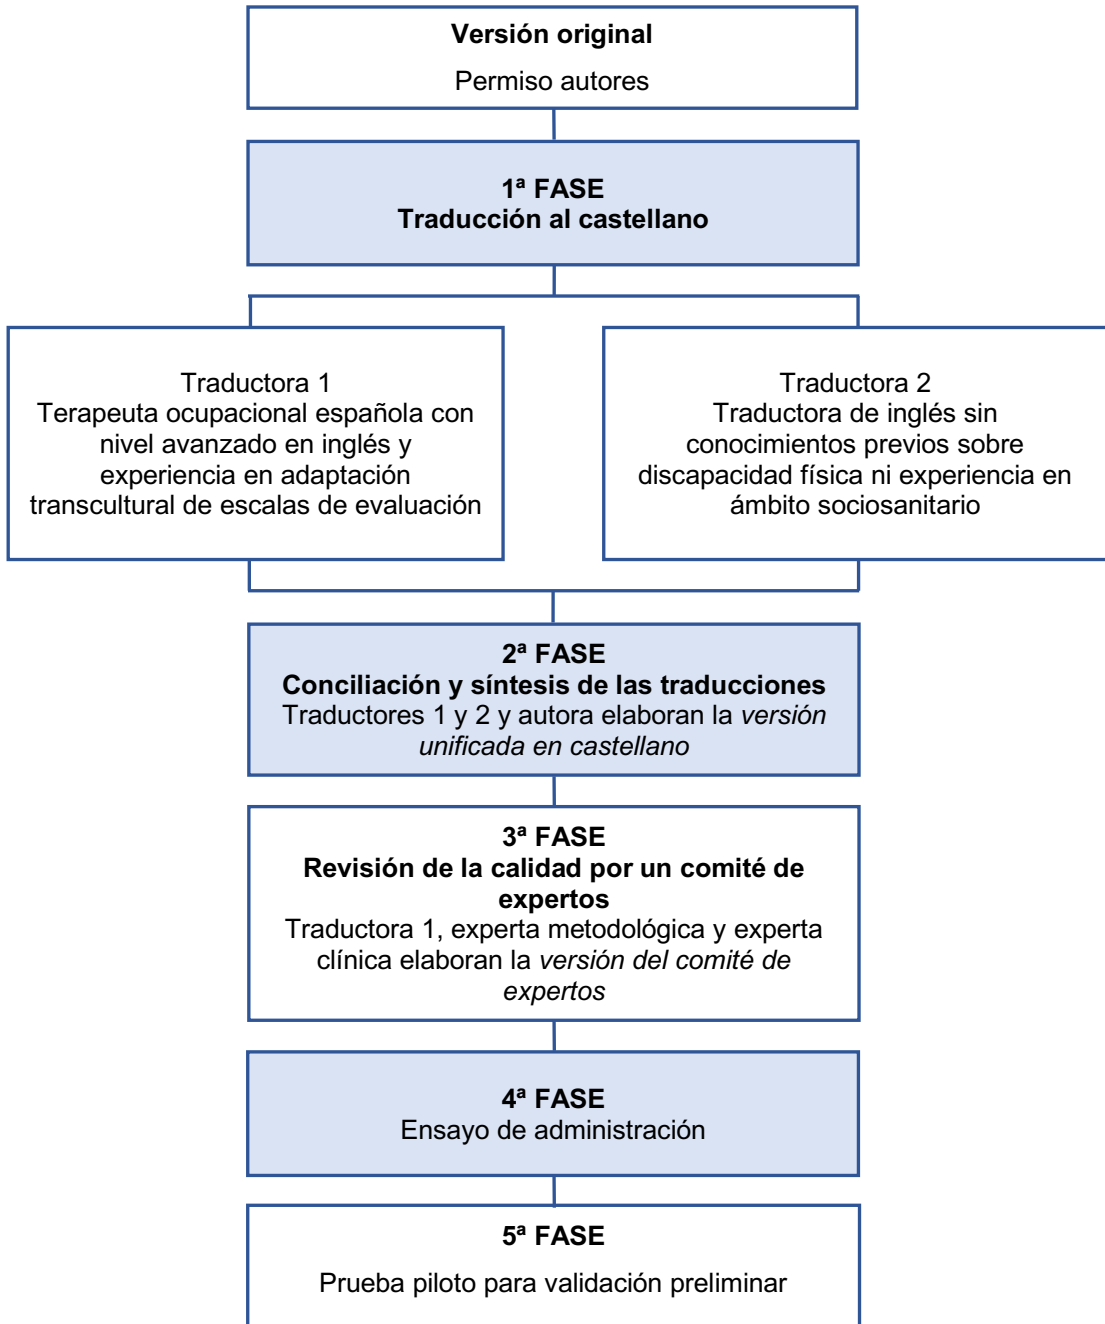 Versión original
Permiso autores
1ª FASE
Traducción al castellano
Traductora 1
Terapeuta ocupacional española con
nivel avanzado en inglés y
experiencia en adaptación
transcultural de escalas de evaluación
Traductora 2
Traductora de inglés sin
conocimientos previos sobre
discapacidad física ni experiencia en
ámbito sociosanitario
2ª FASE
Conciliación y síntesis de las traducciones
Traductores 1 y 2 y autora elaboran la versión
unificada en castellano
3ª FASE
Revisión de la calidad por un comité de
expertos
Traductora 1, experta metodológica y experta
clínica elaboran la versión del comité de
expertos
4ª FASE
Ensayo de administración
5ª FASE
Prueba piloto para validación preliminar